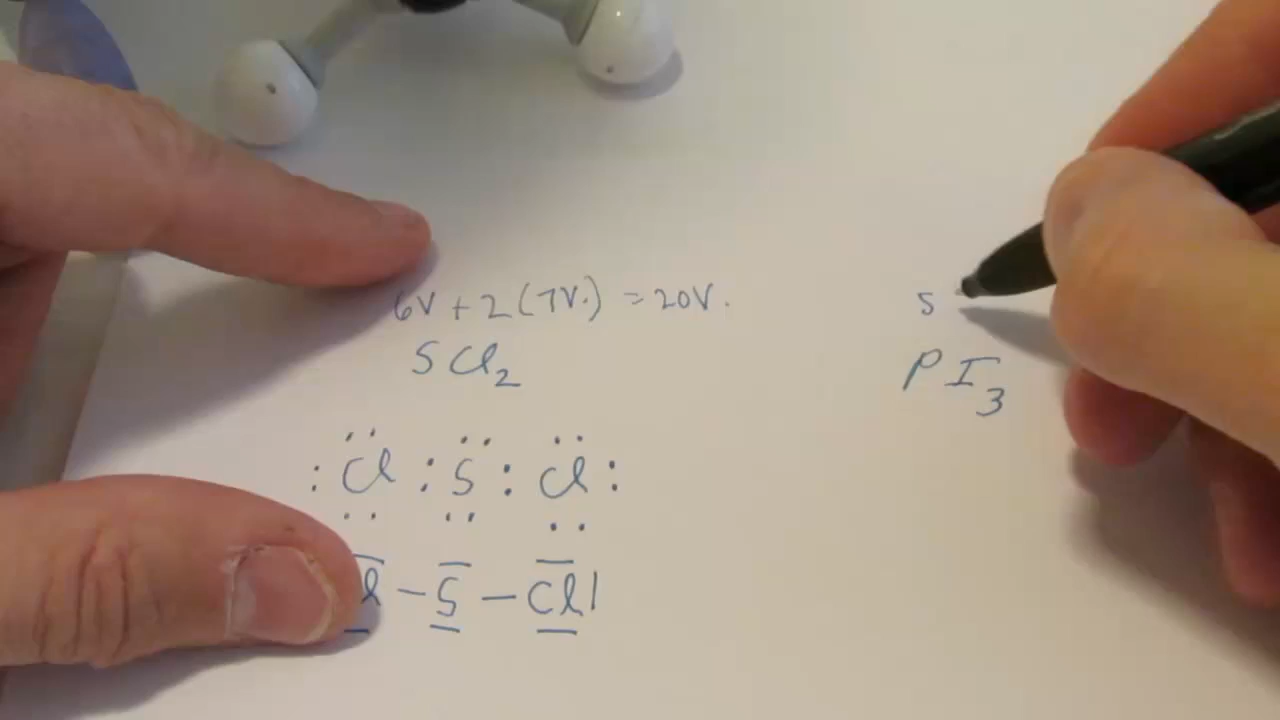 6V + 2(7V.) = 20V.
SCl₂
:Cl:S:Cl:
l-S-Cl|
5
PI₃